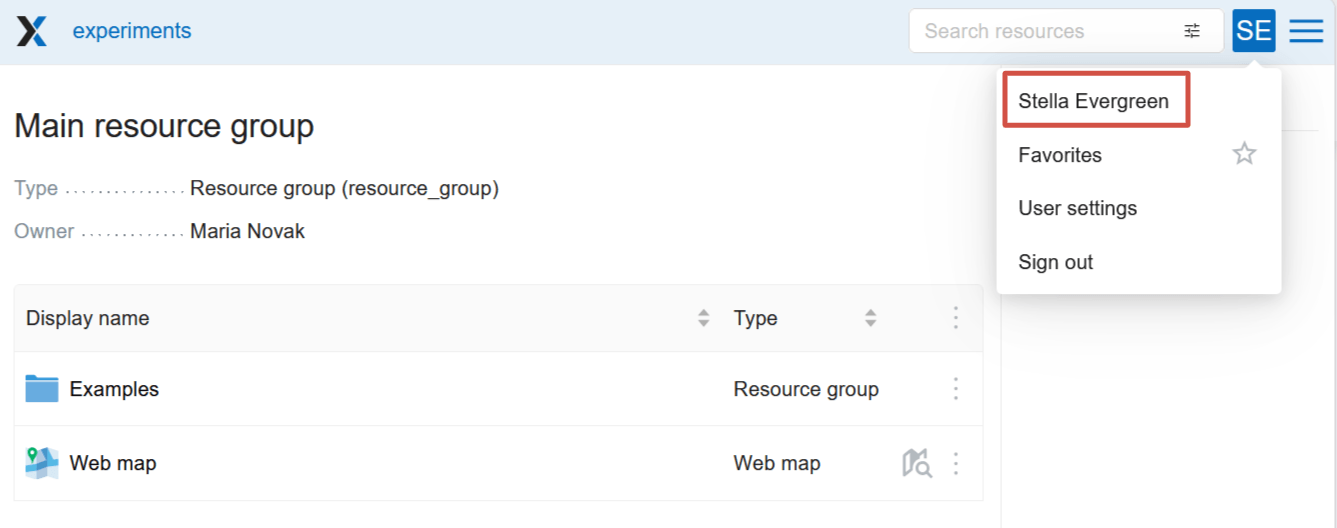 experiments
Search resources
SE
Stella Evergreen
Favorites
User settings
Sign out
Main resource group
Type ............... Resource group (resource_group)
Owner ............. Maria Novak
Display name Type
Examples Resource group
Web map Web map